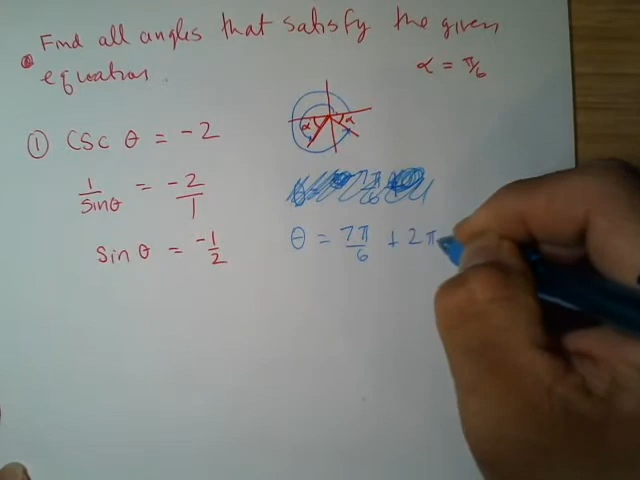 Find all angles that satisfy the given
equation.
α = π/6
① csc θ = -2
α α
1/sinθ = -2/1
sin θ = -1/2
θ = 7π/6 + 2π